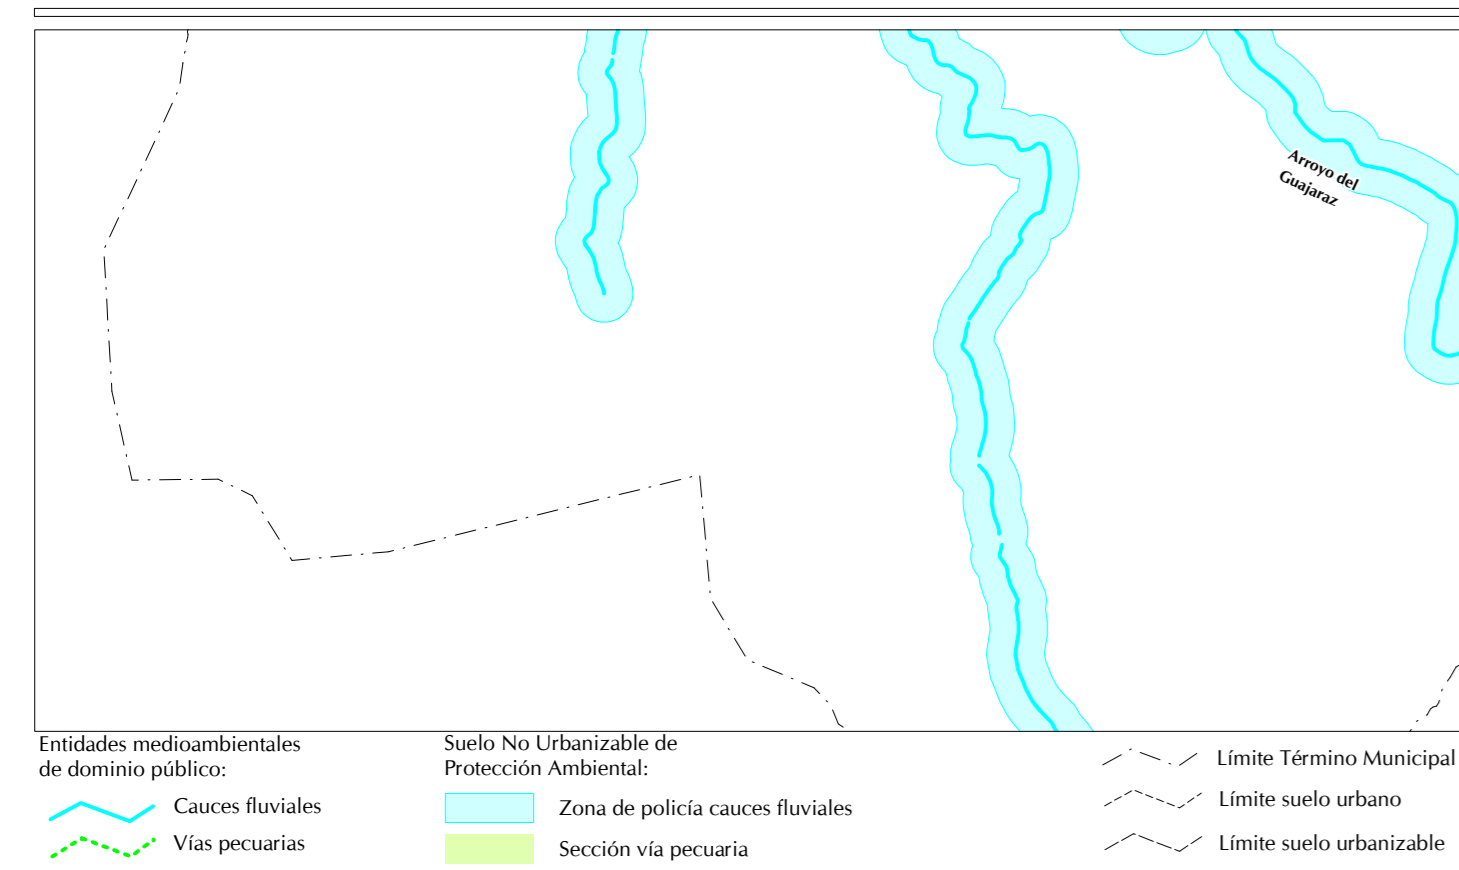 Arroyo del
Guajaraz
Entidades medioambientales
de dominio público:
Cauces fluviales
Vías pecuarias
Suelo No Urbanizable de
Protección Ambiental:
Zona de policía cauces fluviales
Sección vía pecuaria
Límite Término Municipal
Límite suelo urbano
Límite suelo urbanizable